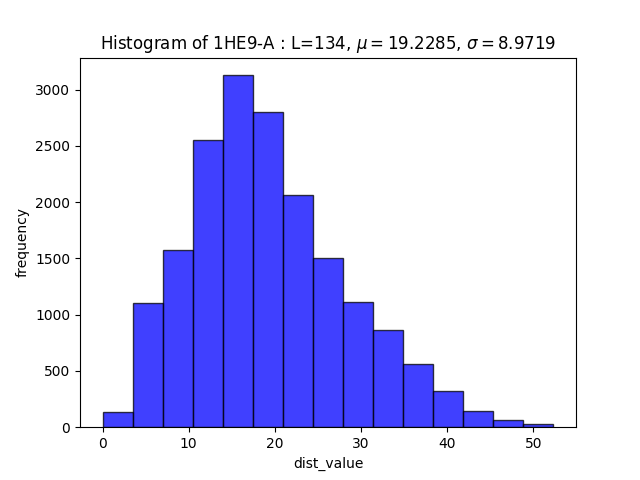 Histogram of 1HE9-A : L=134, μ = 19.2285, σ = 8.9719
frequency
3000
2500
2000
1500
1000
500
0
0 10 20 30 40 50
dist_value